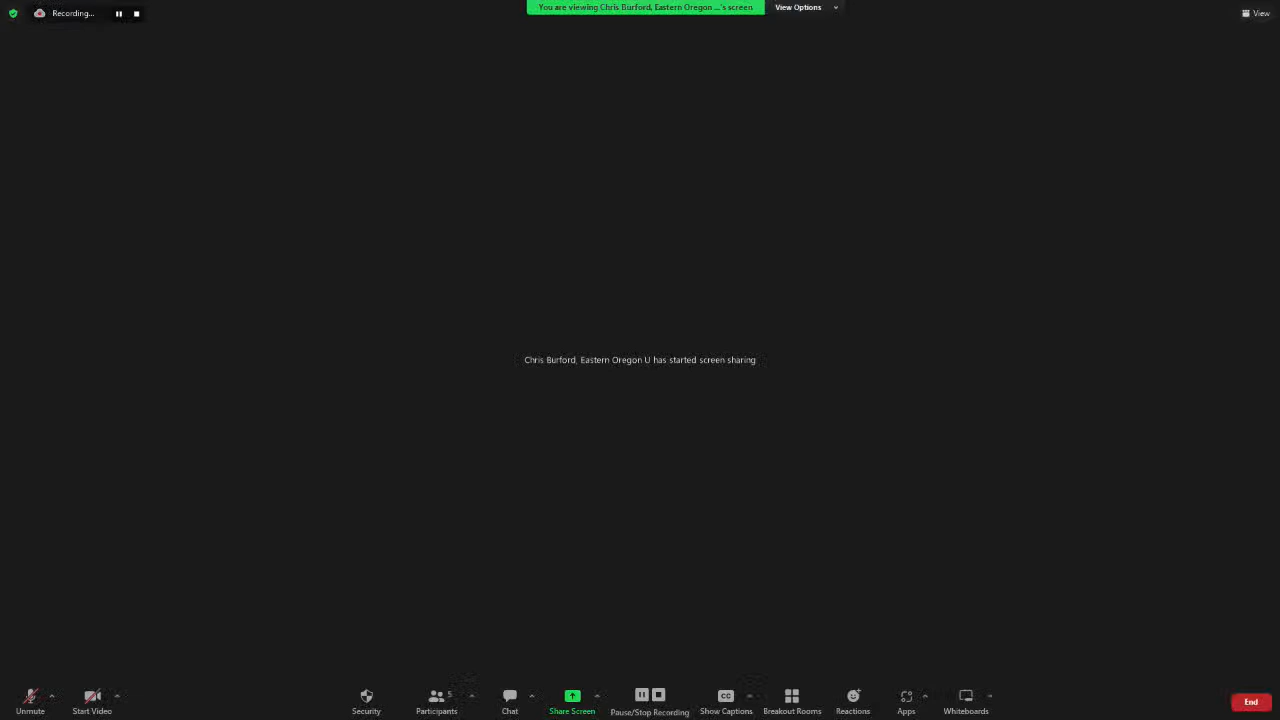 Recording...
You are viewing Chris Burford, Eastern Oregon ...'s screen
View Options
View
Chris Burford, Eastern Oregon U has started screen sharing
Unmute
Start Video
Security
Participants
5
Chat
Share Screen
Pause/Stop Recording
CC
Show Captions
Breakout Rooms
Reactions
Apps
Whiteboards
End